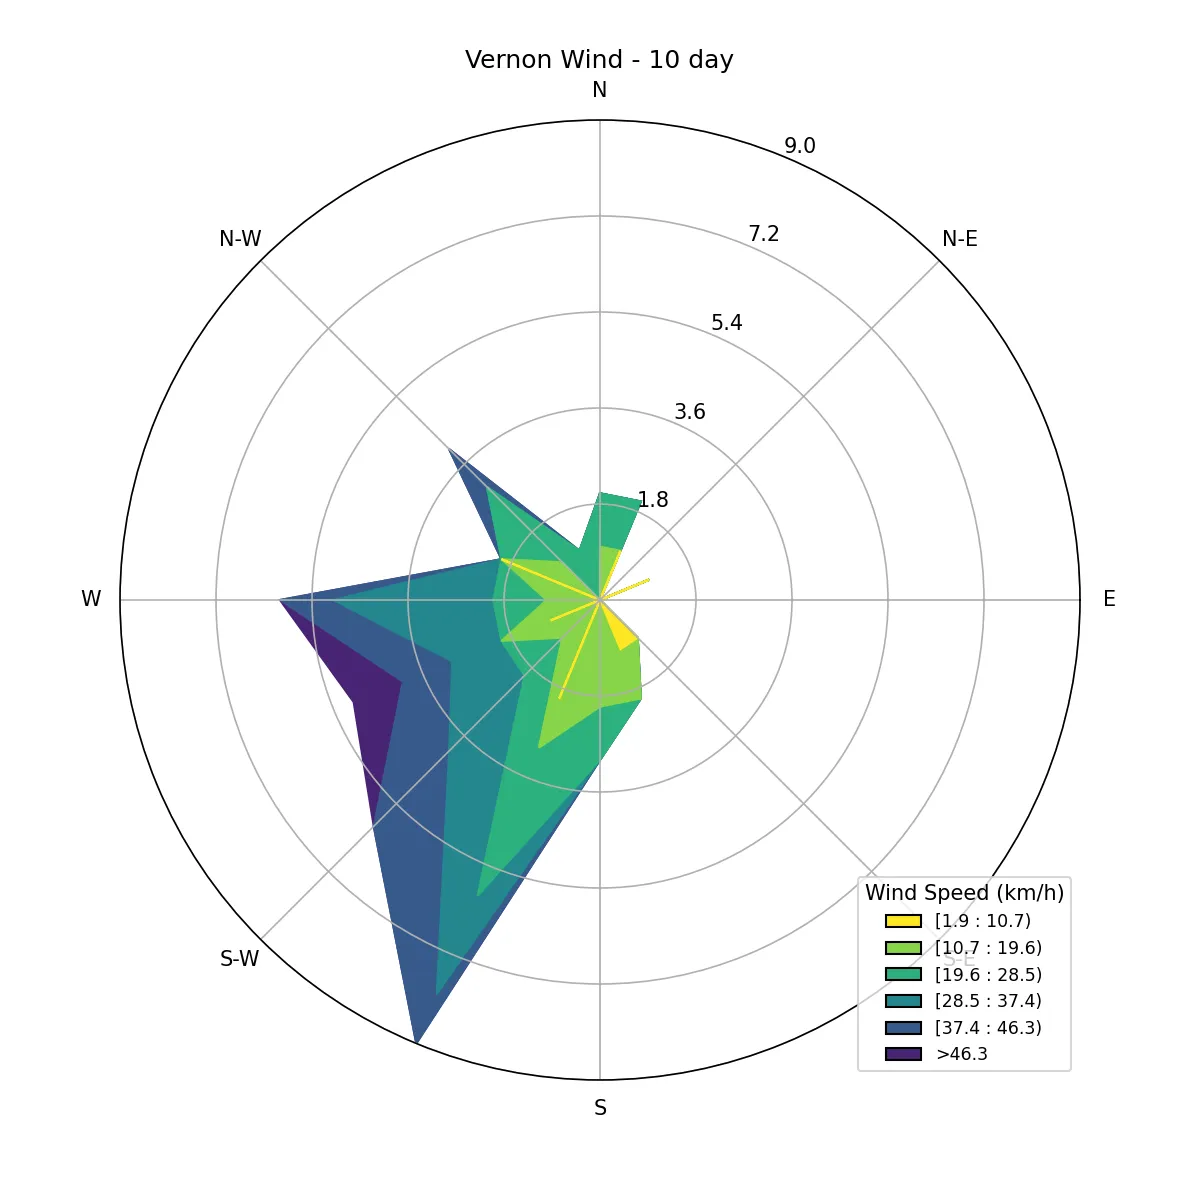 Vernon Wind - 10 day
N
9.0
N-W
7.2
N-E
5.4
3.6
1.8
W
E
S-W
S-E
S
Wind Speed (km/h)
[1.9 : 10.7)
[10.7 : 19.6)
[19.6 : 28.5)
[28.5 : 37.4)
[37.4 : 46.3)
>46.3